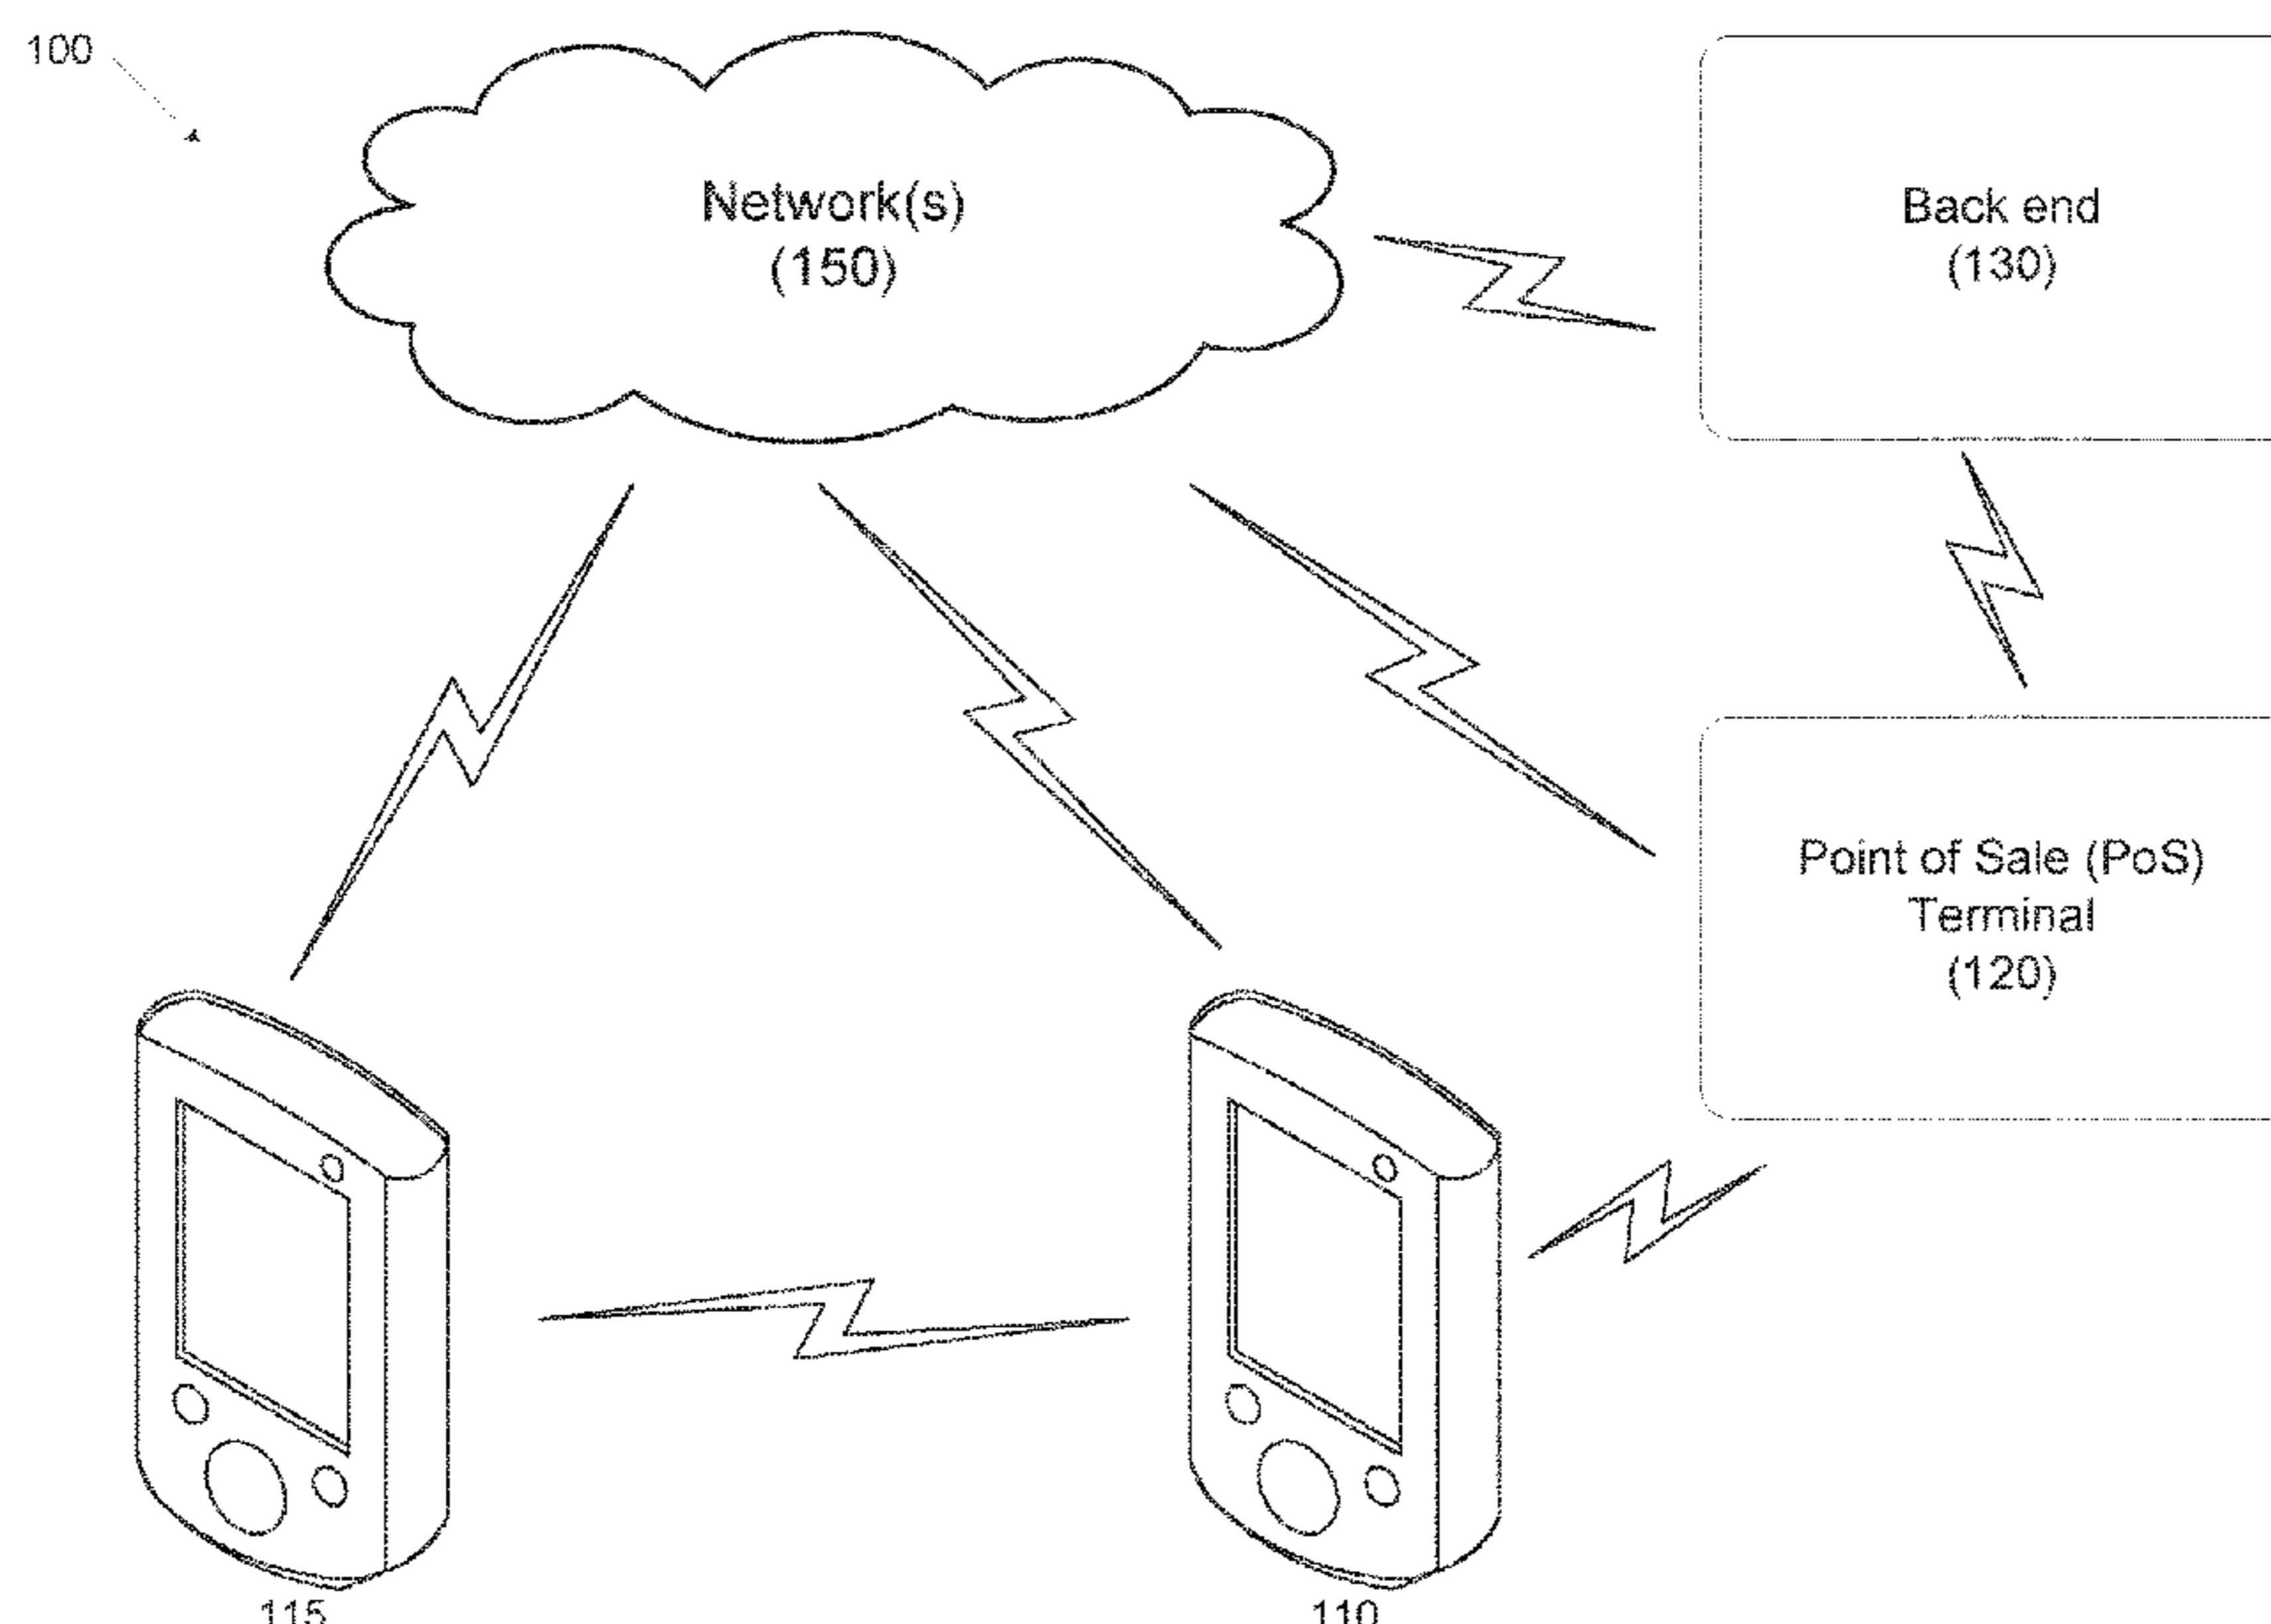 100
Network(s)
(150)
Back end
(130)
Point of Sale (PoS)
Terminal
(120)
115
110